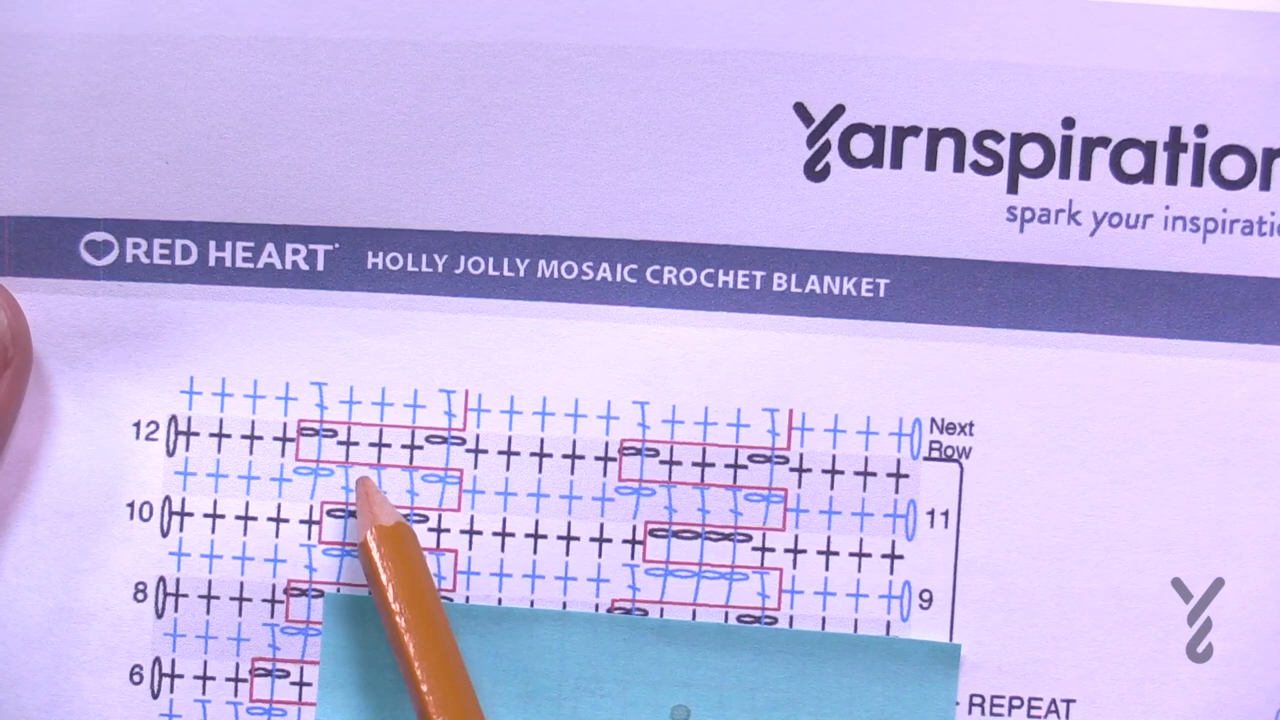 Yarnspiration
spark your inspirati
RED HEART HOLLY JOLLY MOSAIC CROCHET BLANKET
Next
Row
12
11
10
9
8
6
REPEAT